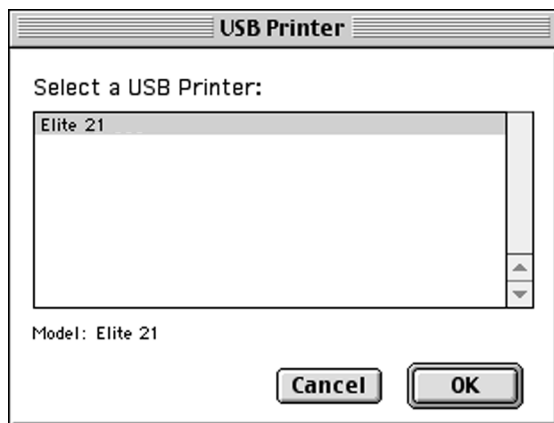 USB Printer
Select a USB Printer:
Elite 21
Model: Elite 21
Cancel OK